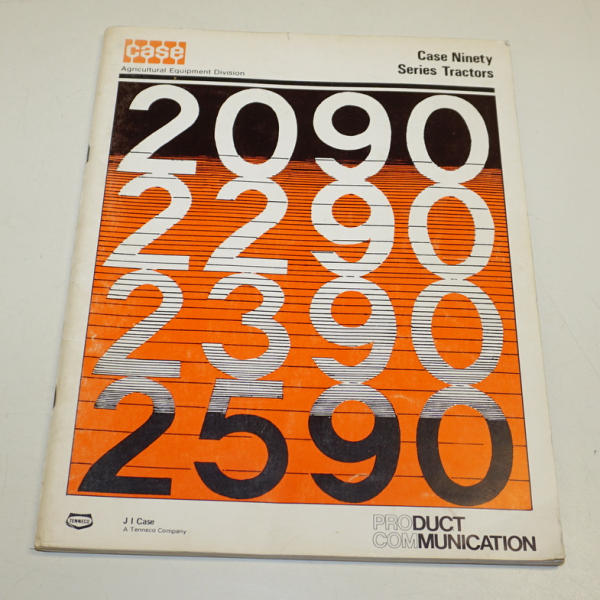 case
Agricultural Equipment Division
Case Ninety
Series Tractors
2090
2290
2390
2590
TENNECO
J I Case
A Tenneco Company
PRODUCT
COMMUNICATION